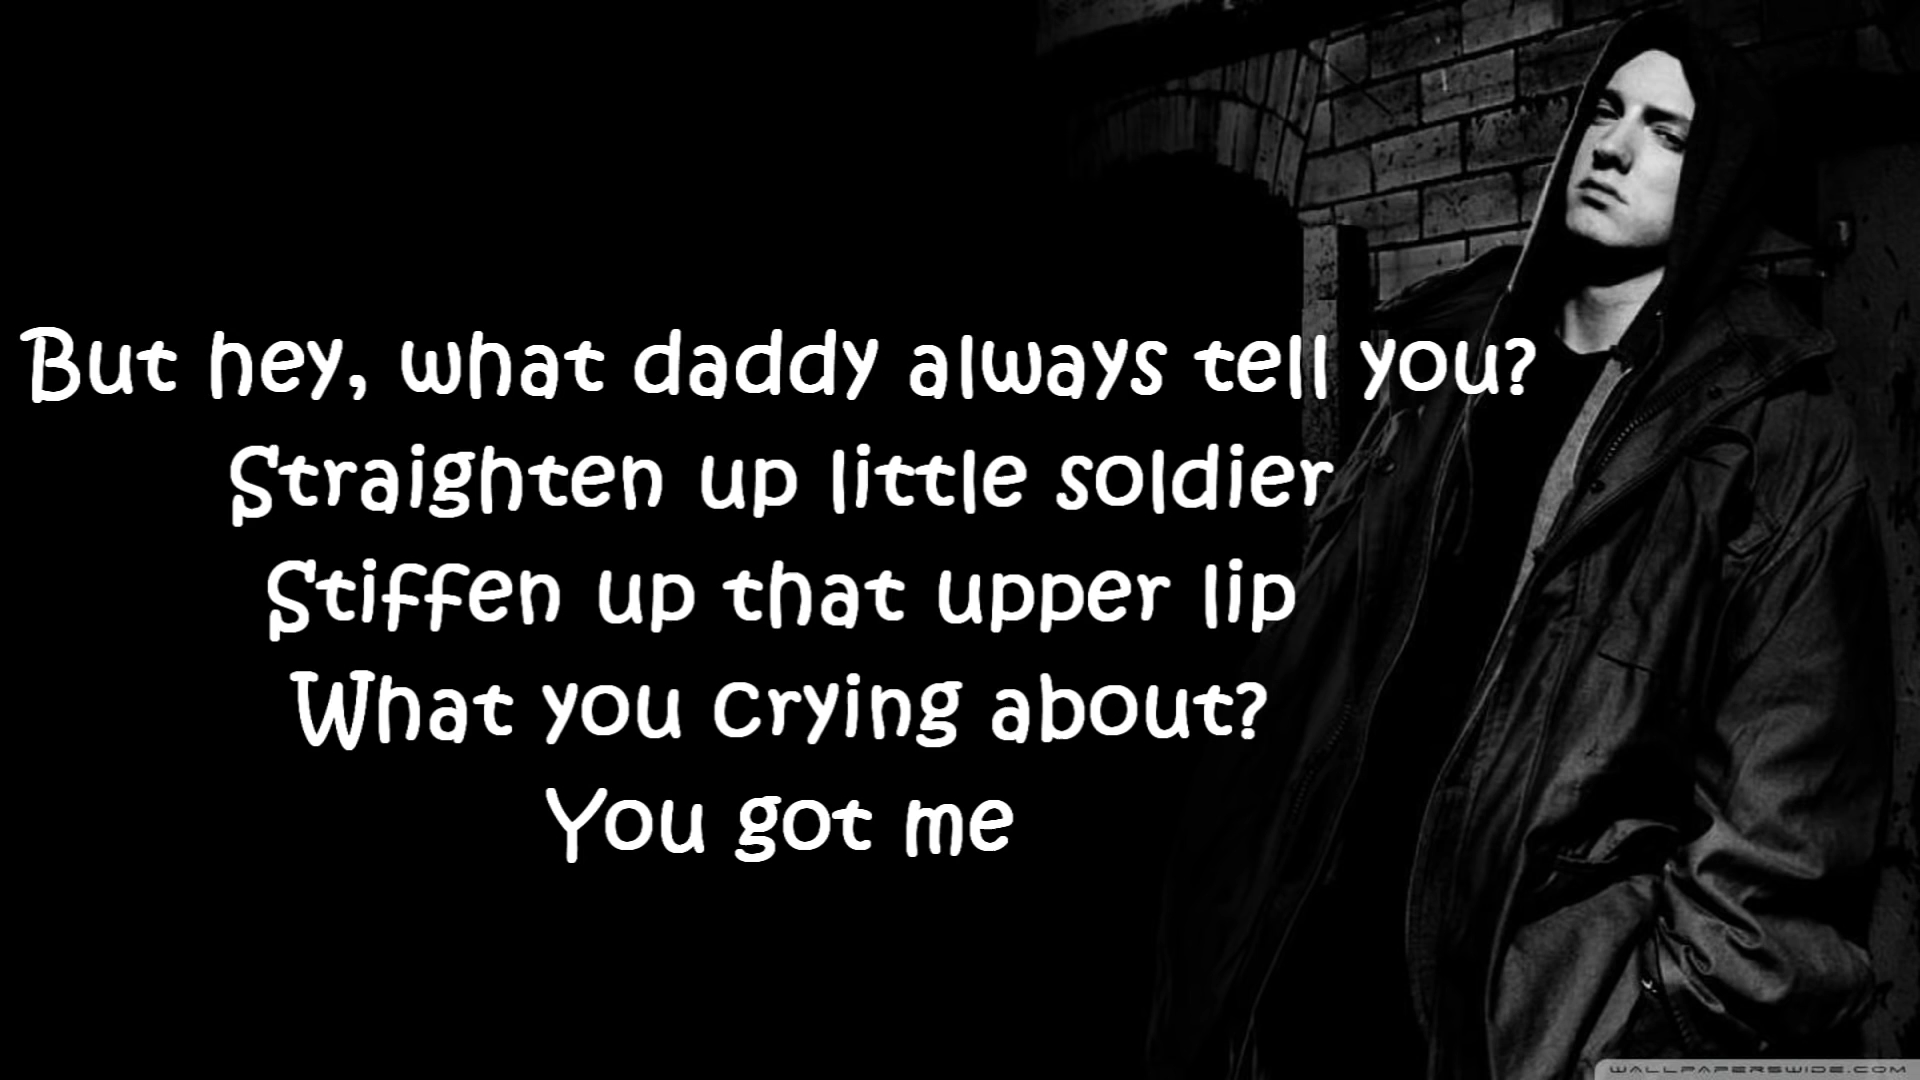 But hey, what daddy always tell you?
Straighten up little soldier
Stiffen up that upper lip
What you crying about?
You got me
WALLPAPERSWIDE.COM